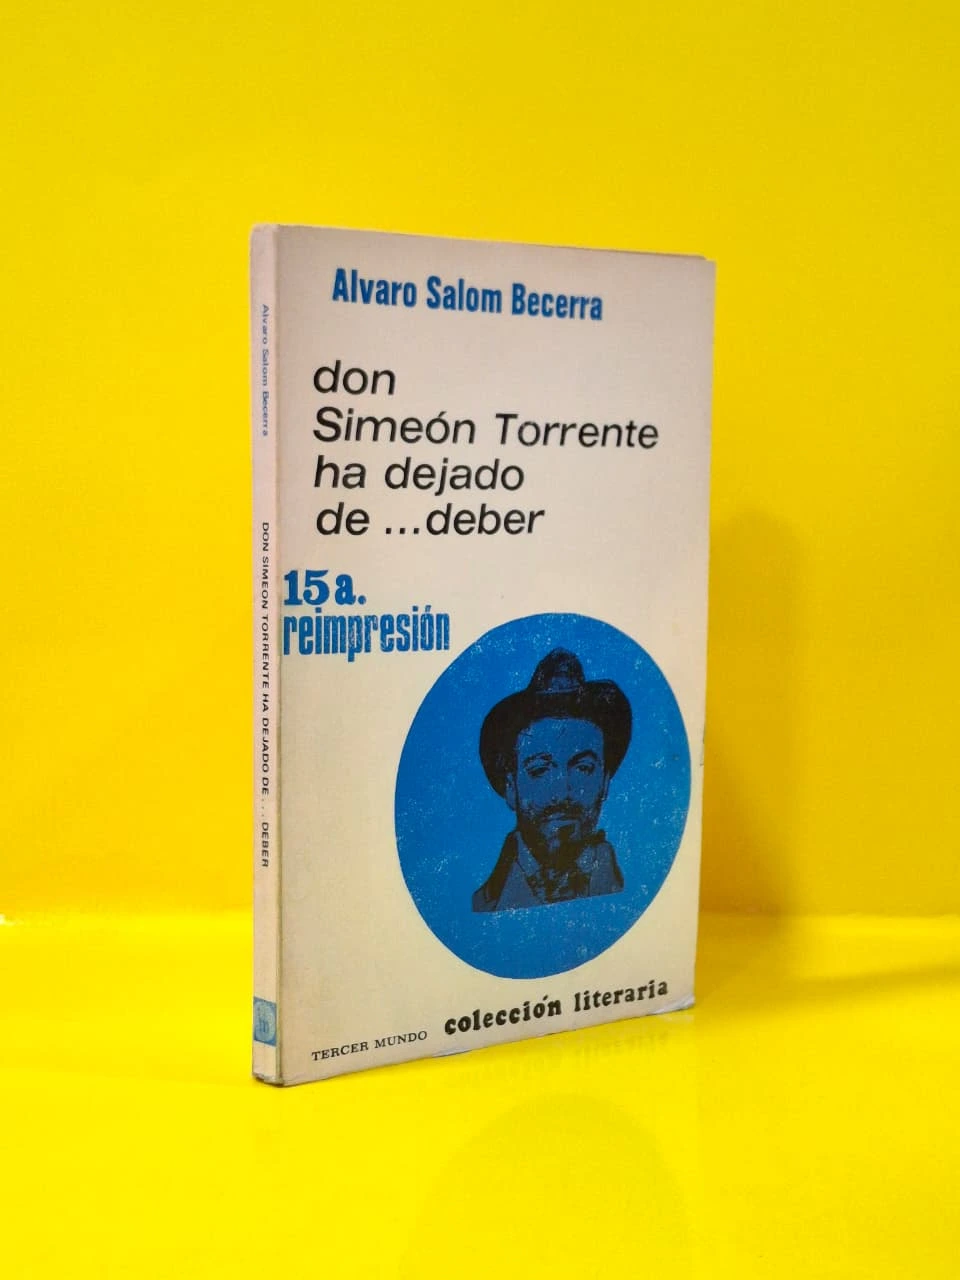 Alvaro Salom Becerra
don
Simeón Torrente
ha dejado
de ...deber
15a.
reimpresión
TERCER MUNDO
colección literaria
Alvaro Salom Becerra
DON SIMEON TORRENTE HA DEJADO DE... DEBER